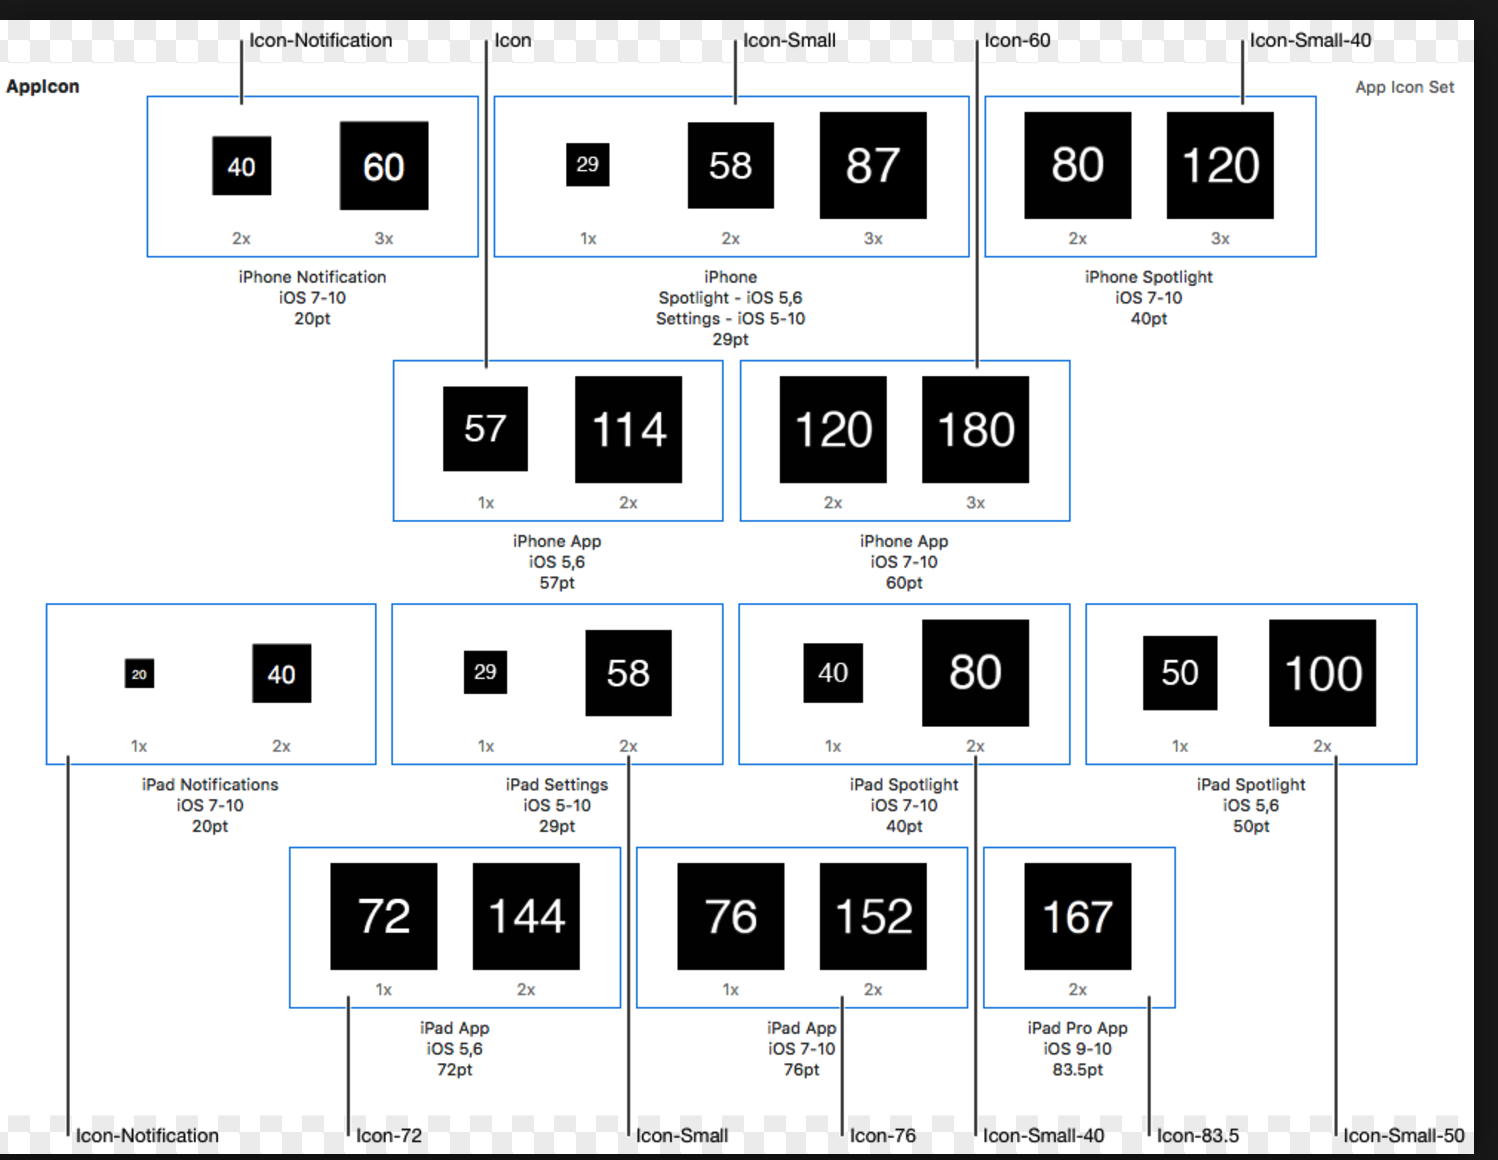 Icon-Notification
Icon
Icon-Small
Icon-60
Icon-Small-40
AppIcon
App Icon Set
40
60
2x
3x
iPhone Notification
iOS 7-10
20pt
29
58
87
1x
2x
3x
iPhone
Spotlight - iOS 5,6
Settings - iOS 5-10
29pt
80
120
2x
3x
iPhone Spotlight
iOS 7-10
40pt
57
114
1x
2x
iPhone App
iOS 5,6
57pt
120
180
2x
3x
iPhone App
iOS 7-10
60pt
20
40
1x
2x
iPad Notifications
iOS 7-10
20pt
29
58
1x
2x
iPad Settings
iOS 5-10
29pt
40
80
1x
2x
iPad Spotlight
iOS 7-10
40pt
50
100
1x
2x
iPad Spotlight
iOS 5,6
50pt
72
144
1x
2x
iPad App
iOS 5,6
72pt
76
152
1x
2x
iPad App
iOS 7-10
76pt
167
2x
iPad Pro App
iOS 9-10
83.5pt
Icon-Notification
Icon-72
Icon-Small
Icon-76
Icon-Small-40
Icon-83.5
Icon-Small-50